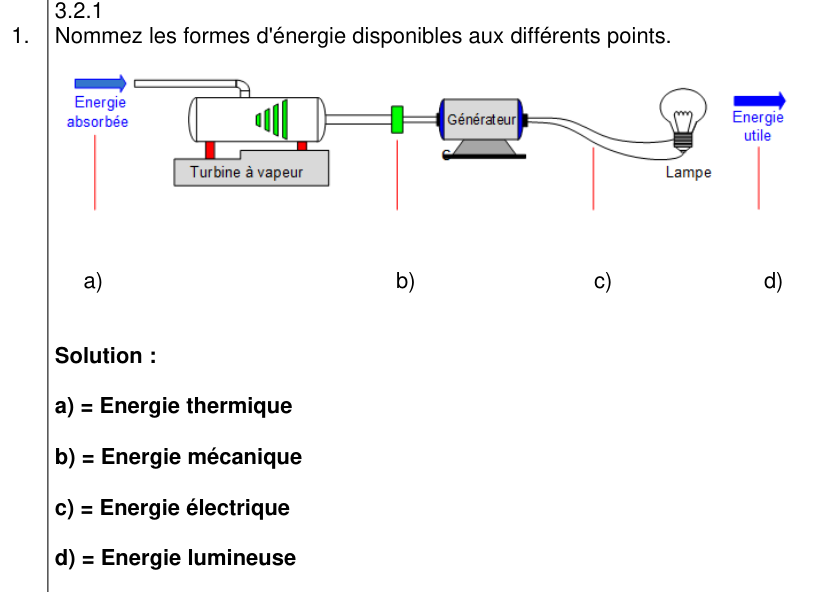 3.2.1
1. Nommez les formes d'énergie disponibles aux différents points.
Energie
absorbée
Générateur
Energie
utile
Turbine à vapeur
Lampe
a) b) c) d)
Solution :
a) = Energie thermique
b) = Energie mécanique
c) = Energie électrique
d) = Energie lumineuse